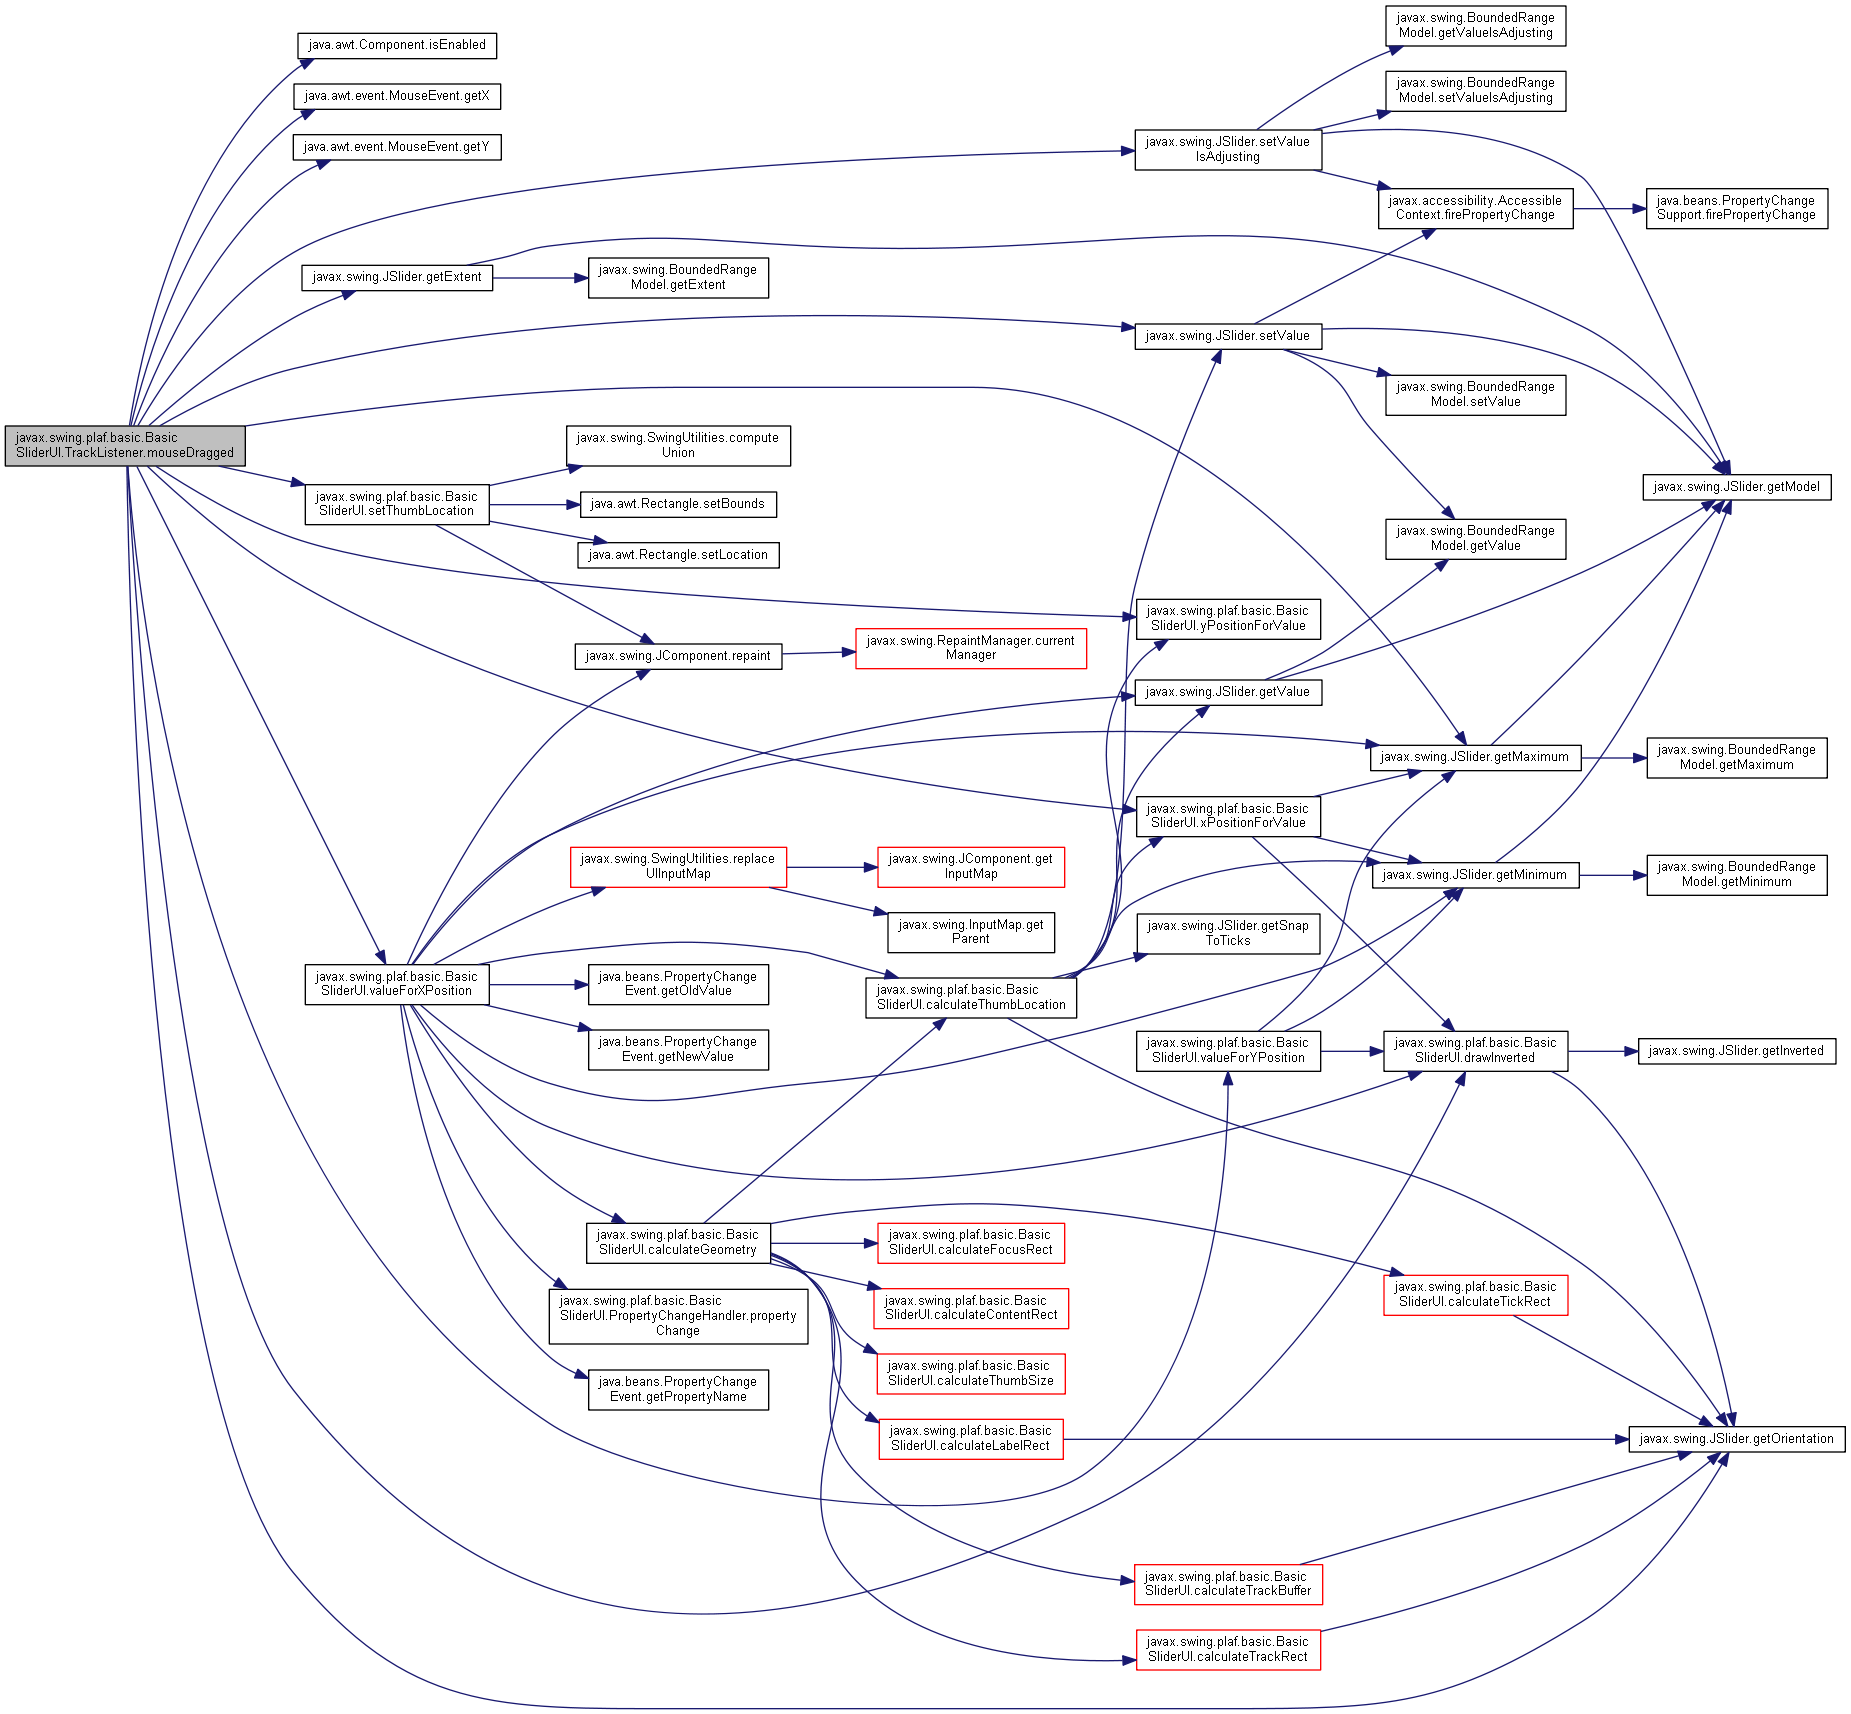 javax.swing.plaf.basic.Basic
SliderUI.TrackListener.mouseDragged
java.awt.Component.isEnabled
java.awt.event.MouseEvent.getX
java.awt.event.MouseEvent.getY
javax.swing.JSlider.getExtent
javax.swing.plaf.basic.Basic
SliderUI.setThumbLocation
javax.swing.plaf.basic.Basic
SliderUI.valueForXPosition
javax.swing.BoundedRange
Model.getExtent
javax.swing.SwingUtilities.compute
Union
java.awt.Rectangle.setBounds
java.awt.Rectangle.setLocation
javax.swing.JComponent.repaint
javax.swing.SwingUtilities.replace
UIInputMap
java.beans.PropertyChange
Event.getOldValue
java.beans.PropertyChange
Event.getNewValue
javax.swing.plaf.basic.Basic
SliderUI.calculateGeometry
javax.swing.plaf.basic.Basic
SliderUI.PropertyChangeHandler.property
Change
java.beans.PropertyChange
Event.getPropertyName
javax.swing.RepaintManager.current
Manager
javax.swing.JComponent.get
InputMap
javax.swing.InputMap.get
Parent
javax.swing.plaf.basic.Basic
SliderUI.calculateThumbLocation
javax.swing.plaf.basic.Basic
SliderUI.calculateFocusRect
javax.swing.plaf.basic.Basic
SliderUI.calculateContentRect
javax.swing.plaf.basic.Basic
SliderUI.calculateThumbSize
javax.swing.plaf.basic.Basic
SliderUI.calculateLabelRect
javax.swing.JSlider.setValue
IsAdjusting
javax.swing.JSlider.setValue
javax.swing.plaf.basic.Basic
SliderUI.yPositionForValue
javax.swing.JSlider.getValue
javax.swing.plaf.basic.Basic
SliderUI.xPositionForValue
javax.swing.JSlider.getSnap
ToTicks
javax.swing.plaf.basic.Basic
SliderUI.valueForYPosition
javax.swing.plaf.basic.Basic
SliderUI.calculateTrackBuffer
javax.swing.plaf.basic.Basic
SliderUI.calculateTrackRect
javax.swing.BoundedRange
Model.getValueIsAdjusting
javax.swing.BoundedRange
Model.setValueIsAdjusting
javax.accessibility.Accessible
Context.firePropertyChange
javax.swing.BoundedRange
Model.setValue
javax.swing.BoundedRange
Model.getValue
javax.swing.JSlider.getMaximum
javax.swing.JSlider.getMinimum
javax.swing.plaf.basic.Basic
SliderUI.drawInverted
javax.swing.plaf.basic.Basic
SliderUI.calculateTickRect
java.beans.PropertyChange
Support.firePropertyChange
javax.swing.JSlider.getModel
javax.swing.BoundedRange
Model.getMaximum
javax.swing.BoundedRange
Model.getMinimum
javax.swing.JSlider.getInverted
javax.swing.JSlider.getOrientation